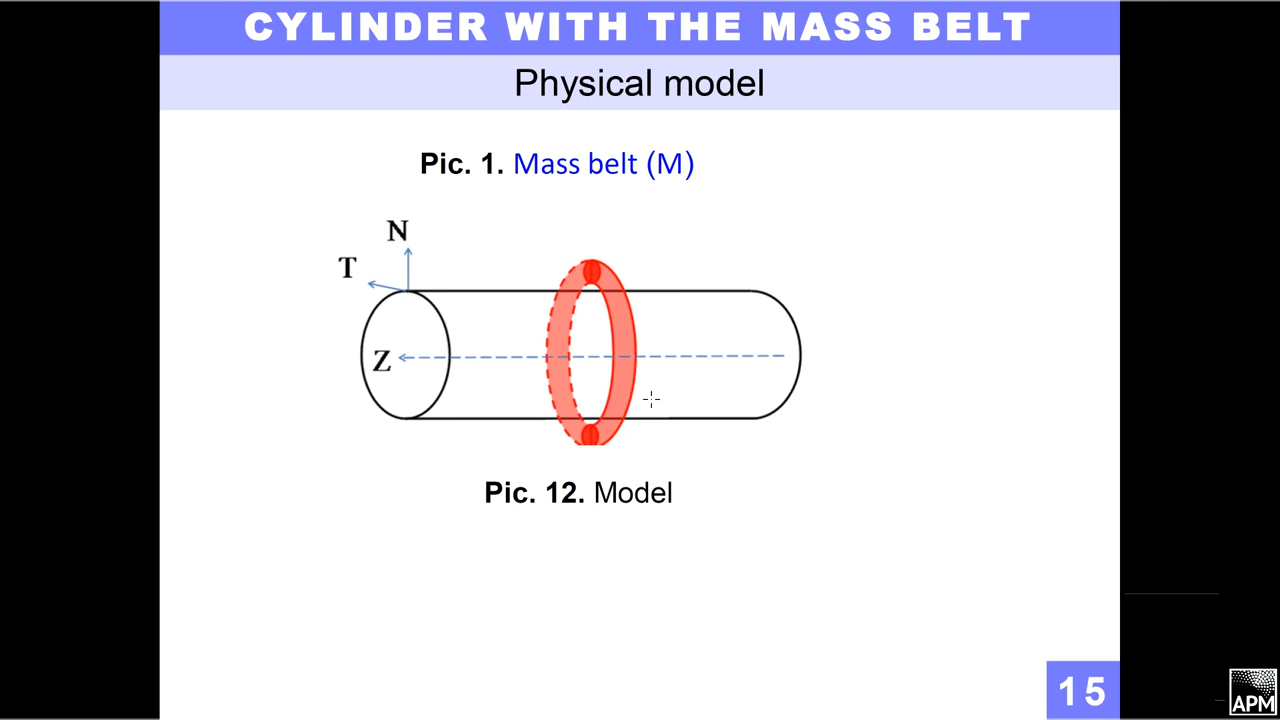 CYLINDER WITH THE MASS BELT
Physical model
Pic. 1. Mass belt (M)
N
T
Z
Pic. 12. Model
15
APM